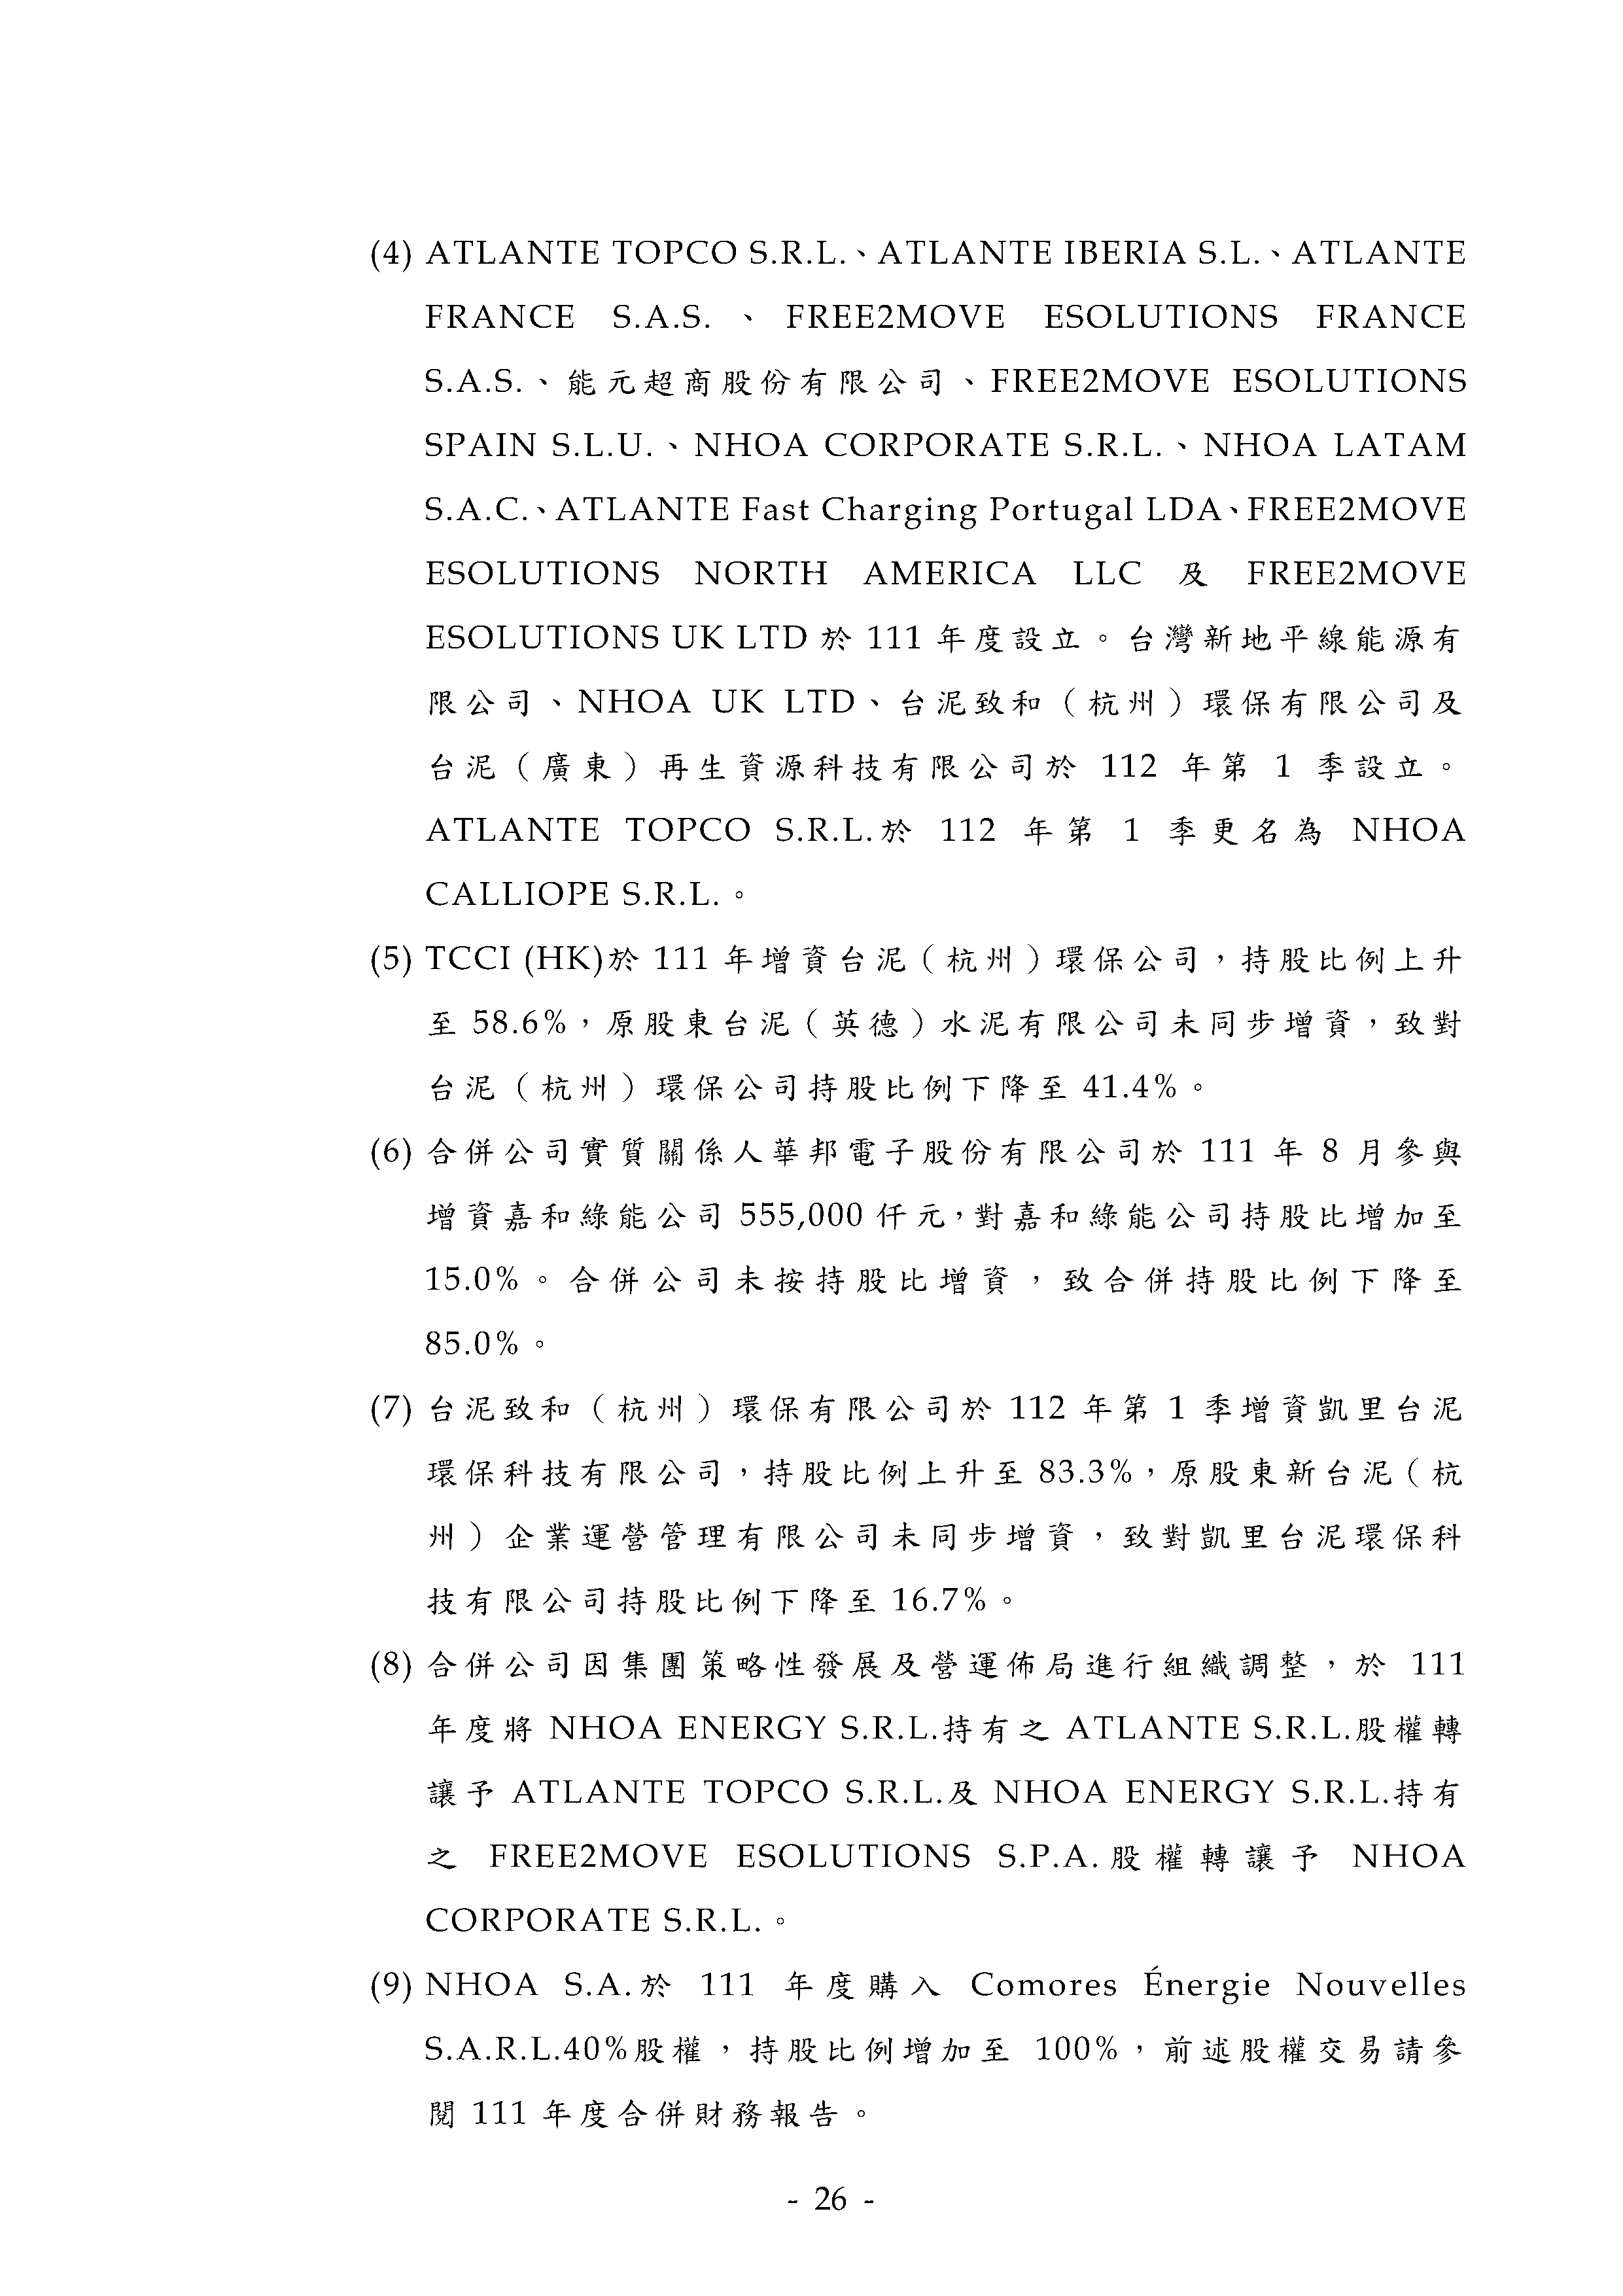 (4) ATLANTE TOPCO S.R.L.、ATLANTE IBERIA S.L.、ATLANTE
FRANCE S.A.S.、FREE2MOVE ESOLUTIONS FRANCE
S.A.S.、能元超商股份有限公司、FREE2MOVE ESOLUTIONS
SPAIN S.L.U.、NHOA CORPORATE S.R.L.、NHOA LATAM
S.A.C.、ATLANTE Fast Charging Portugal LDA、FREE2MOVE
ESOLUTIONS NORTH AMERICA LLC 及 FREE2MOVE
ESOLUTIONS UK LTD 於 111 年度設立。台灣新地平線能源有
限公司、NHOA UK LTD、台泥致和（杭州）環保有限公司及
台泥（廣東）再生資源科技有限公司於 112 年第 1 季設立。
ATLANTE TOPCO S.R.L.於 112 年第 1 季更名為 NHOA
CALLIOPE S.R.L.。
(5) TCCI (HK)於 111 年增資台泥（杭州）環保公司，持股比例上升
至 58.6%，原股東台泥（英德）水泥有限公司未同步增資，致對
台泥（杭州）環保公司持股比例下降至 41.4%。
(6) 合併公司實質關係人華邦電子股份有限公司於 111 年 8 月參與
增資嘉和綠能公司 555,000 仟元，對嘉和綠能公司持股比增加至
15.0%。合併公司未按持股比增資，致合併持股比例下降至
85.0%。
(7) 台泥致和（杭州）環保有限公司於 112 年第 1 季增資凱里台泥
環保科技有限公司，持股比例上升至 83.3%，原股東新台泥（杭
州）企業運營管理有限公司未同步增資，致對凱里台泥環保科
技有限公司持股比例下降至 16.7%。
(8) 合併公司因集團策略性發展及營運佈局進行組織調整，於 111
年度將 NHOA ENERGY S.R.L.持有之 ATLANTE S.R.L.股權轉
讓予 ATLANTE TOPCO S.R.L.及 NHOA ENERGY S.R.L.持有
之 FREE2MOVE ESOLUTIONS S.P.A.股權轉讓予 NHOA
CORPORATE S.R.L.。
(9) NHOA S.A.於 111 年度購入 Comores Énergie Nouvelles
S.A.R.L.40%股權，持股比例增加至 100%，前述股權交易請參
閱 111 年度合併財務報告。
- 26 -